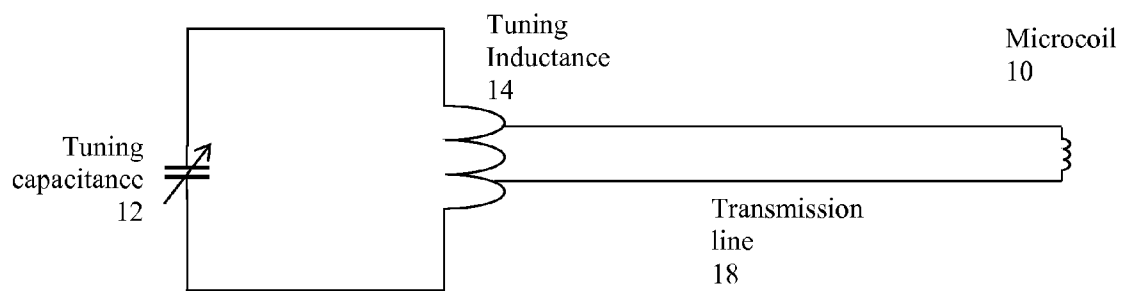 Tuning
Inductance
14
Microcoil
10
Tuning
capacitance
12
Transmission
line
18